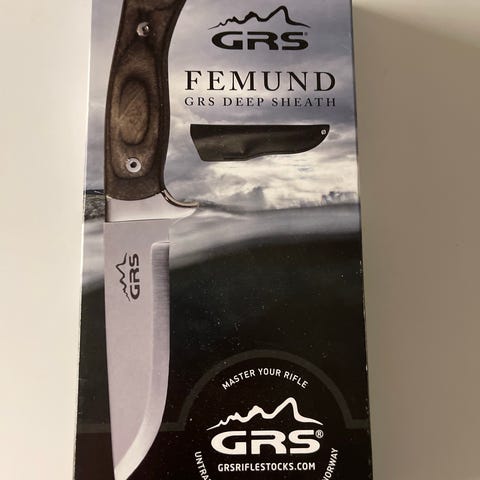 GRS®
FEMUND
GRS DEEP SHEATH
GRS
MASTER YOUR RIFLE
GRS®
GRSRIFLESTOCKS.COM